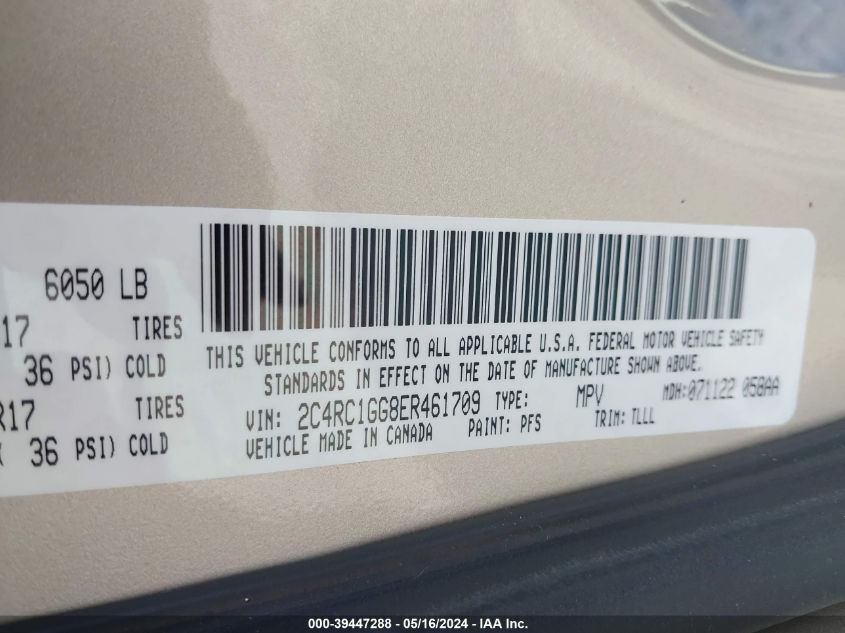 6050 LB
17 TIRES
36 PSI) COLD
R17 TIRES
( 36 PSI) COLD
THIS VEHICLE CONFORMS TO ALL APPLICABLE U.S.A. FEDERAL MOTOR VEHICLE SAFETY
STANDARDS IN EFFECT ON THE DATE OF MANUFACTURE SHOWN ABOVE.
VIN: 2C4RC1GG8ER461709 TYPE: MPV MDH:071122 058AA
VEHICLE MADE IN CANADA PAINT: PFS TRIM: TLLL
000-39447288 - 05/16/2024 - IAA Inc.